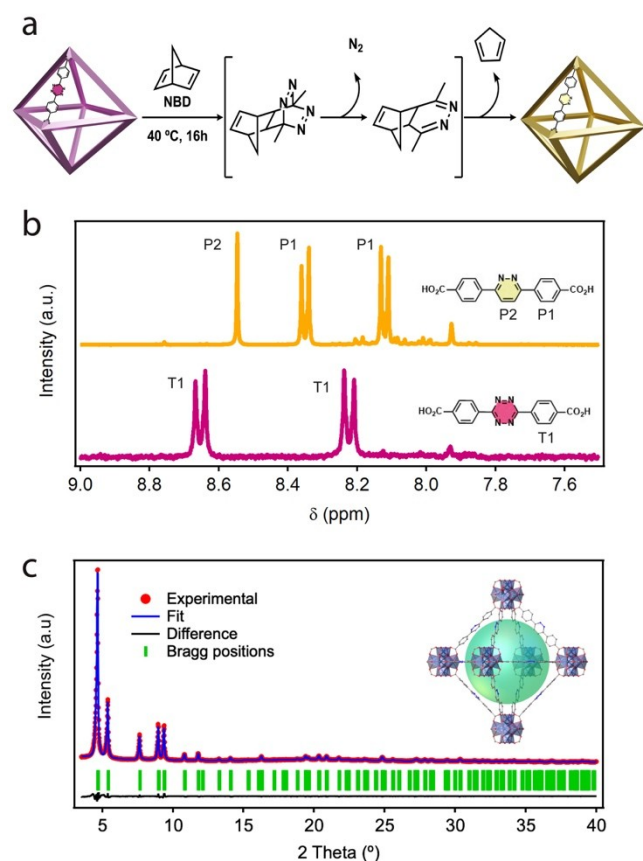 a
NBD
40 ºC, 16h
N
N
N
N
N2
N
N
b
Intensity (a.u.)
P2
P1
P1
N-N
HO2C
CO2H
P2
P1
T1
T1
N-N
HO2C
CO2H
N-N
T1
9.0
8.8
8.6
8.4
8.2
8.0
7.8
7.6
δ (ppm)
c
Intensity (a.u)
Experimental
Fit
Difference
Bragg positions
5
10
15
20
25
30
35
40
2 Theta (º)